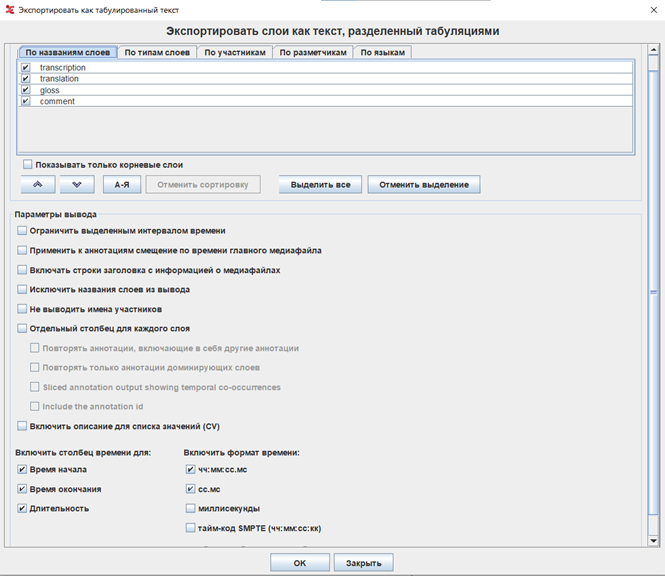 Экспортировать как табулированный текст
Экспортировать слои как текст, разделенный табуляциями
По названиям слоев По типам слоев По участникам По разметчикам По языкам
transcription
translation
gloss
comment
Показывать только корневые слои
А-Я Отменить сортировку Выделить все Отменить выделение
Параметры вывода
Ограничить выделенным интервалом времени
Применить к аннотациям смещение по времени главного медиафайла
Включать строки заголовка с информацией о медиафайлах
Исключить названия слоев из вывода
Не выводить имена участников
Отдельный столбец для каждого слоя
Повторять аннотации, включающие в себя другие аннотации
Повторять только аннотации доминирующих слоев
Sliced annotation output showing temporal co-occurrences
Include the annotation id
Включить описание для списка значений (CV)
Включить столбец времени для: Включить формат времени:
Время начала чч:мм:сс.мс
Время окончания сс.мс
Длительность миллисекунды
тайм-код SMPTE (чч:мм:сс:кк)
OK Закрыть